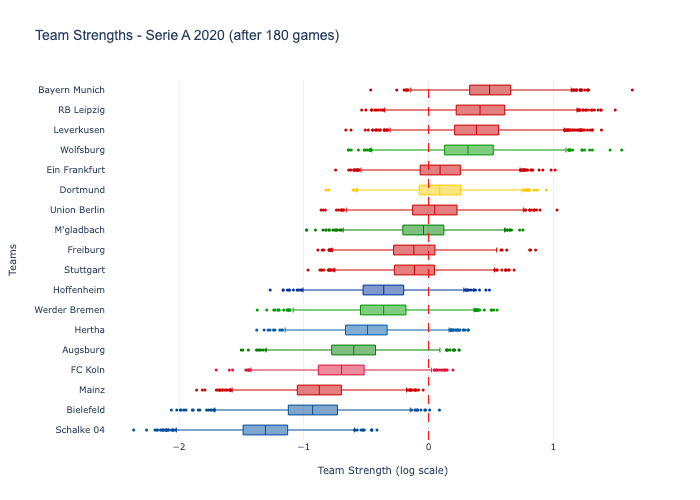 Team Strengths - Serie A 2020 (after 180 games)
Bayern Munich
RB Leipzig
Leverkusen
Wolfsburg
Ein Frankfurt
Dortmund
Union Berlin
M'gladbach
Freiburg
Stuttgart
Hoffenheim
Werder Bremen
Hertha
Augsburg
FC Koln
Mainz
Bielefeld
Schalke 04
Teams
−2 −1 0 1
Team Strength (log scale)